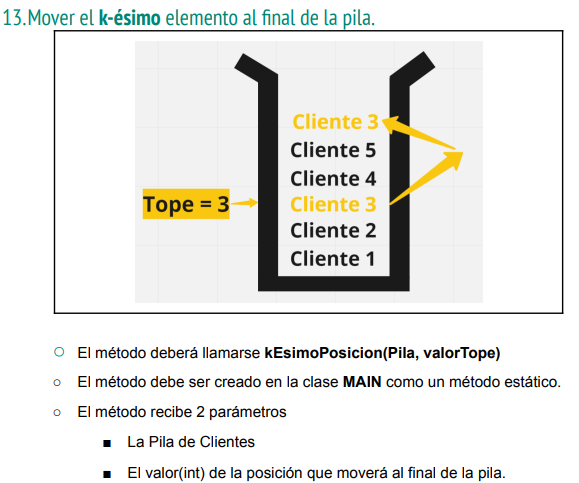 13.Mover el k-ésimo elemento al final de la pila.
Cliente 3
Cliente 5
Cliente 4
Tope = 3 Cliente 3
Cliente 2
Cliente 1
○ El método deberá llamarse kEsimoPosicion(Pila, valorTope)
○ El método debe ser creado en la clase MAIN como un método estático.
○ El método recibe 2 parámetros
■ La Pila de Clientes
■ El valor(int) de la posición que moverá al final de la pila.